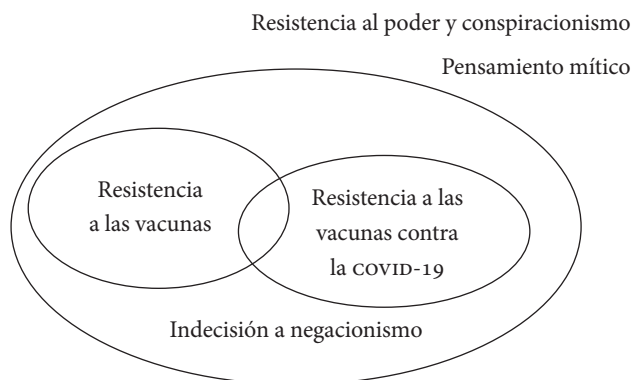 Resistencia al poder y conspiracionismo
Pensamiento mítico
Resistencia
a las vacunas
Resistencia a las
vacunas contra
la COVID-19
Indecisión a negacionismo